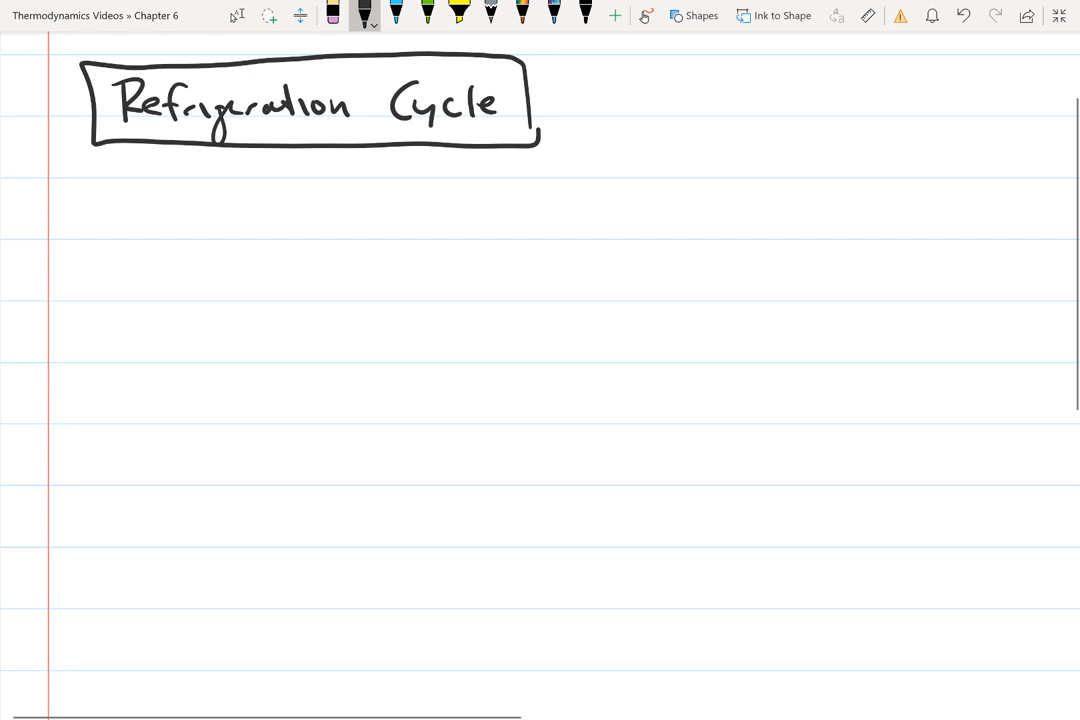 Thermodynamics Videos » Chapter 6
Shapes
Ink to Shape
Refrigeration Cycle